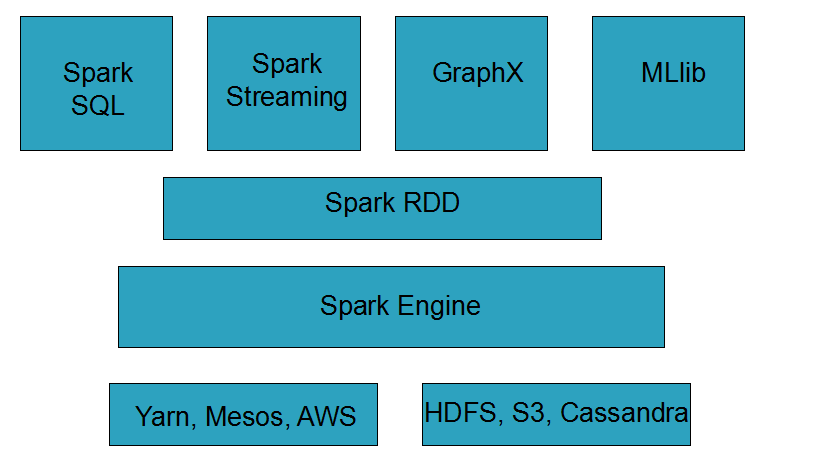 Spark
SQL
Spark
Streaming
GraphX
MLlib
Spark RDD
Spark Engine
Yarn, Mesos, AWS
HDFS, S3, Cassandra